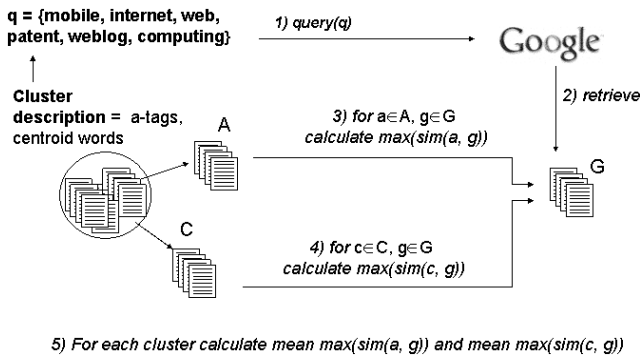 q = {mobile, internet, web,
patent, weblog, computing}
1) query(q)
Google
2) retrieve
Cluster
description = a-tags,
centroid words
A
3) for a∈A, g∈G
calculate max(sim(a, g))
G
C
4) for c∈C, g∈G
calculate max(sim(c, g))
5) For each cluster calculate mean max(sim(a, g)) and mean max(sim(c, g))